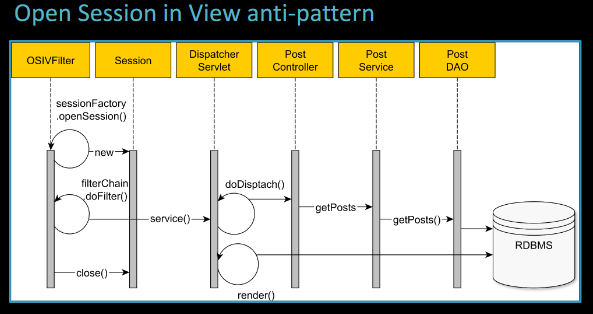 Open Session in View anti-pattern
OSIVFilter
Session
Dispatcher
Servlet
Post
Controller
Post
Service
Post
DAO
sessionFactory
.openSession()
new
filterChain
.doFilter()
service()
doDisptach()
getPosts
getPosts()
RDBMS
close()
render()